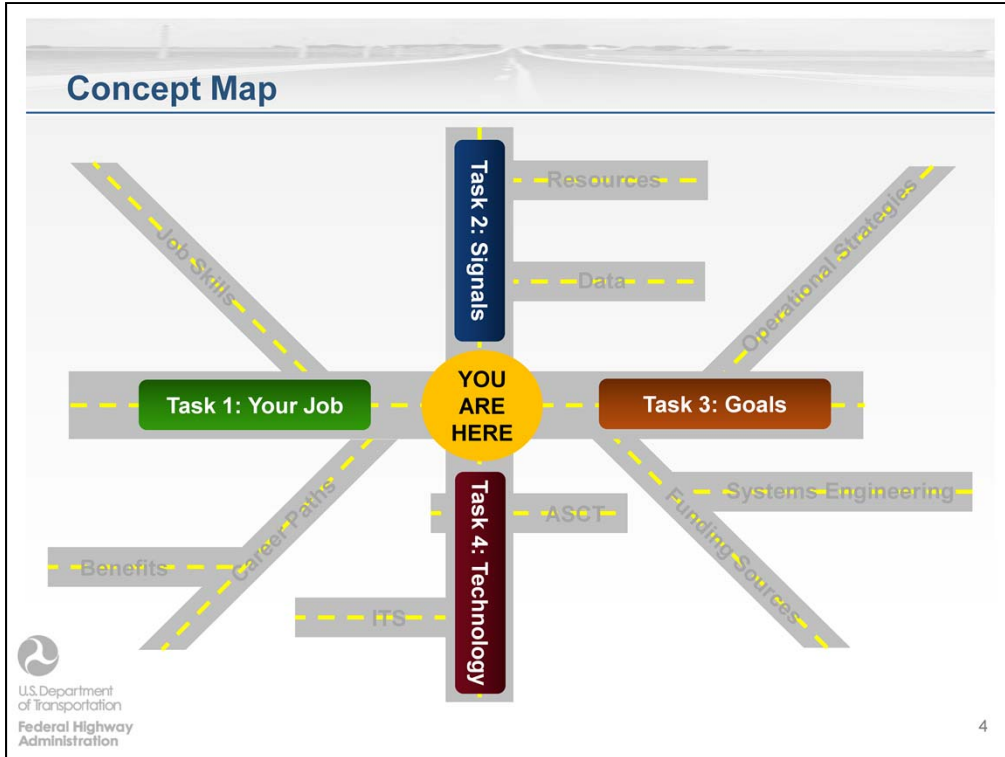 Concept Map
Task 2: Signals
Resources
Data
Job Skills
Operational Strategies
Task 1: Your Job
YOU
ARE
HERE
Task 3: Goals
Task 4: Technology
ASCT
ITS
Career Paths
Benefits
Systems Engineering
Funding Sources
U.S. Department
of Transportation
Federal Highway
Administration
4